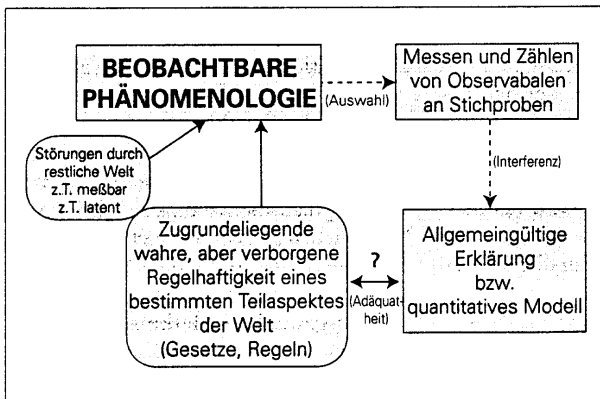 BEOBACHTBARE
PHÄNOMENOLOGIE
(Auswahl)
Messen und Zählen
von Observabalen
an Stichproben
Störungen durch
restliche Welt
z.T. meßbar
z.T. latent
(Interferenz)
Zugrundeliegende
wahre, aber verborgene
Regelhaftigkeit eines
bestimmten Teilaspektes
der Welt
(Gesetze, Regeln)
?
(Adäquat-
heit)
Allgemeingültige
Erklärung
bzw.
quantitatives Modell